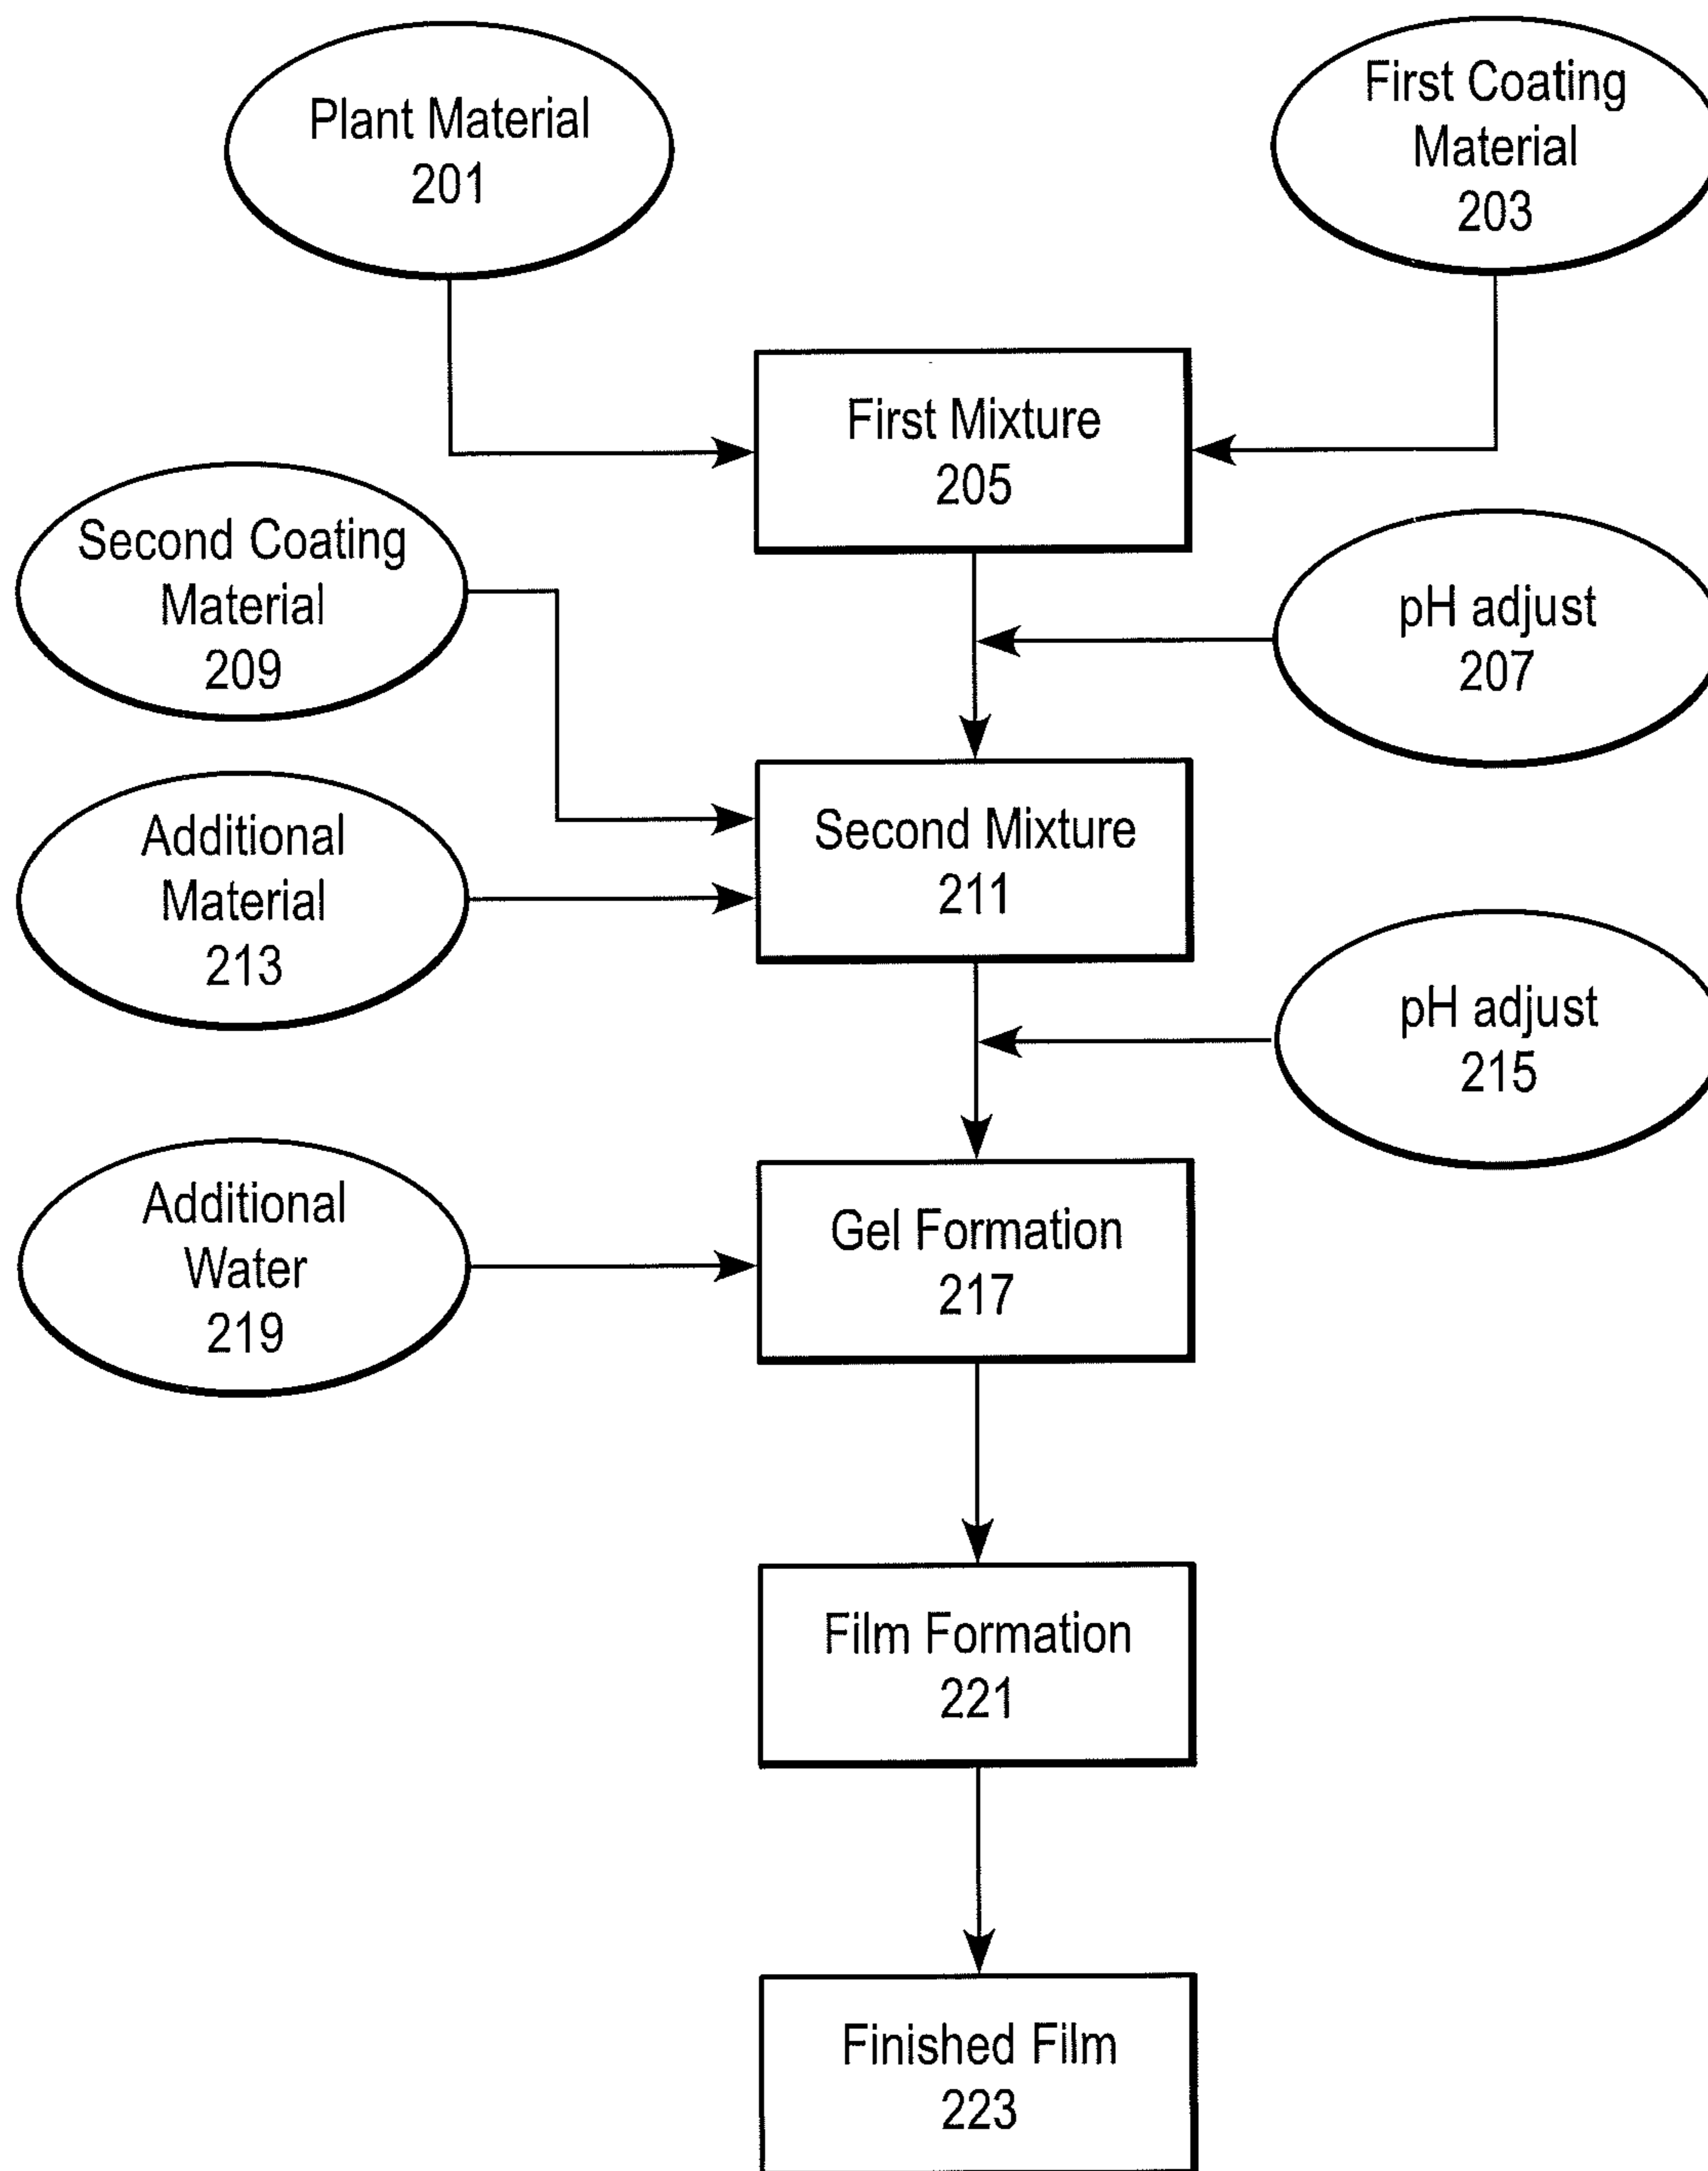 Plant Material
201
First Coating
Material
203
First Mixture
205
Second Coating
Material
209
pH adjust
207
Additional
Material
213
Second Mixture
211
pH adjust
215
Additional
Water
219
Gel Formation
217
Film Formation
221
Finished Film
223